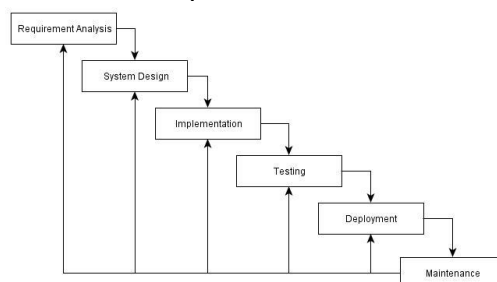 Requirement Analysis
System Design
Implementation
Testing
Deployment
Maintenance